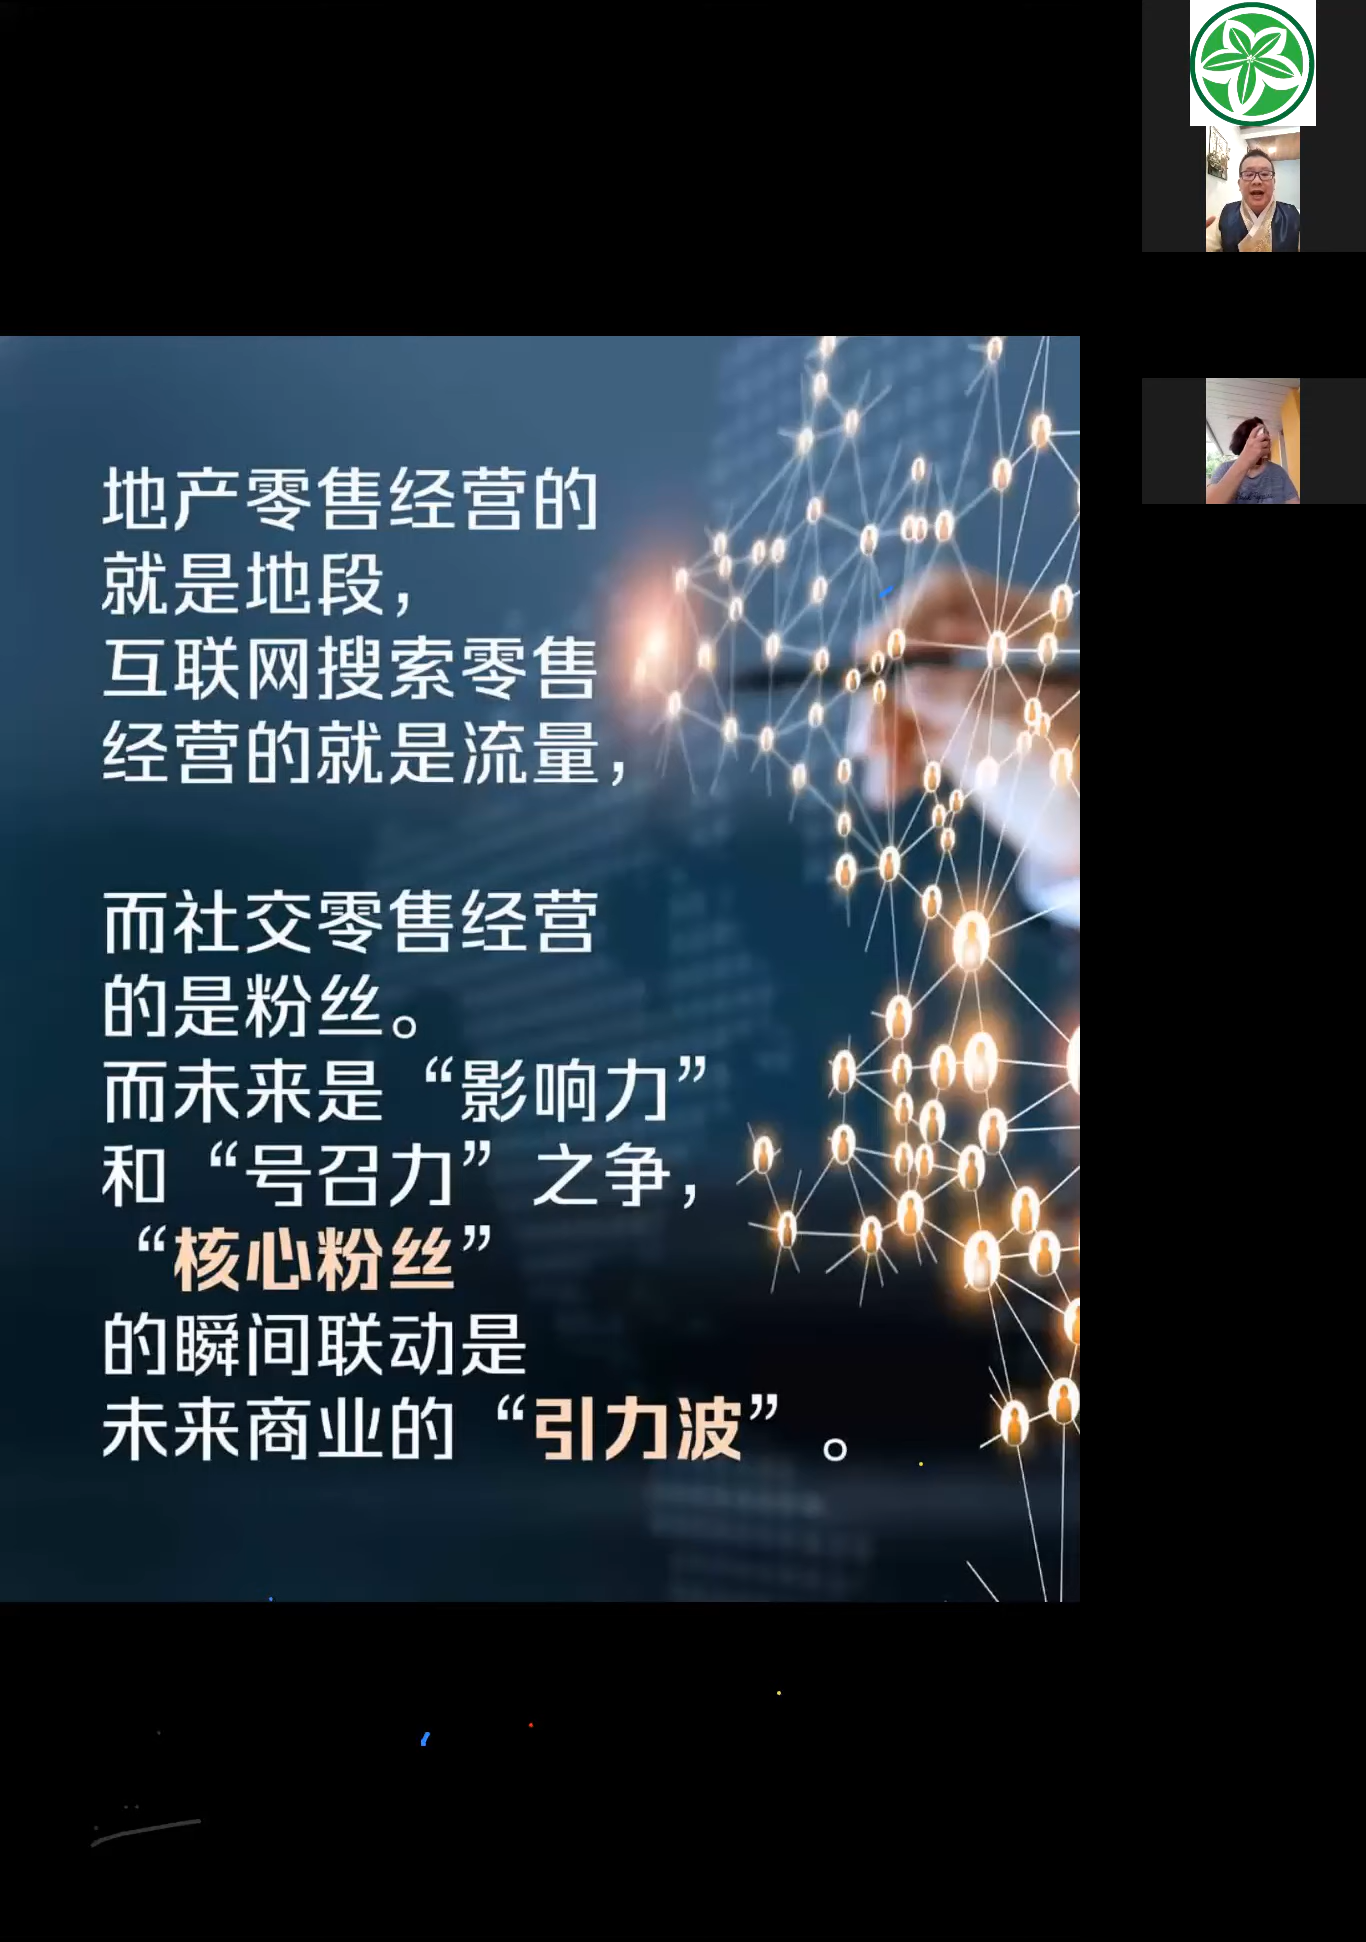 地产零售经营的
就是地段，
互联网搜索零售
经营的就是流量，
而社交零售经营
的是粉丝。
而未来是“影响力”
和“号召力”之争，
“核心粉丝”
的瞬间联动是
未来商业的“引力波”。